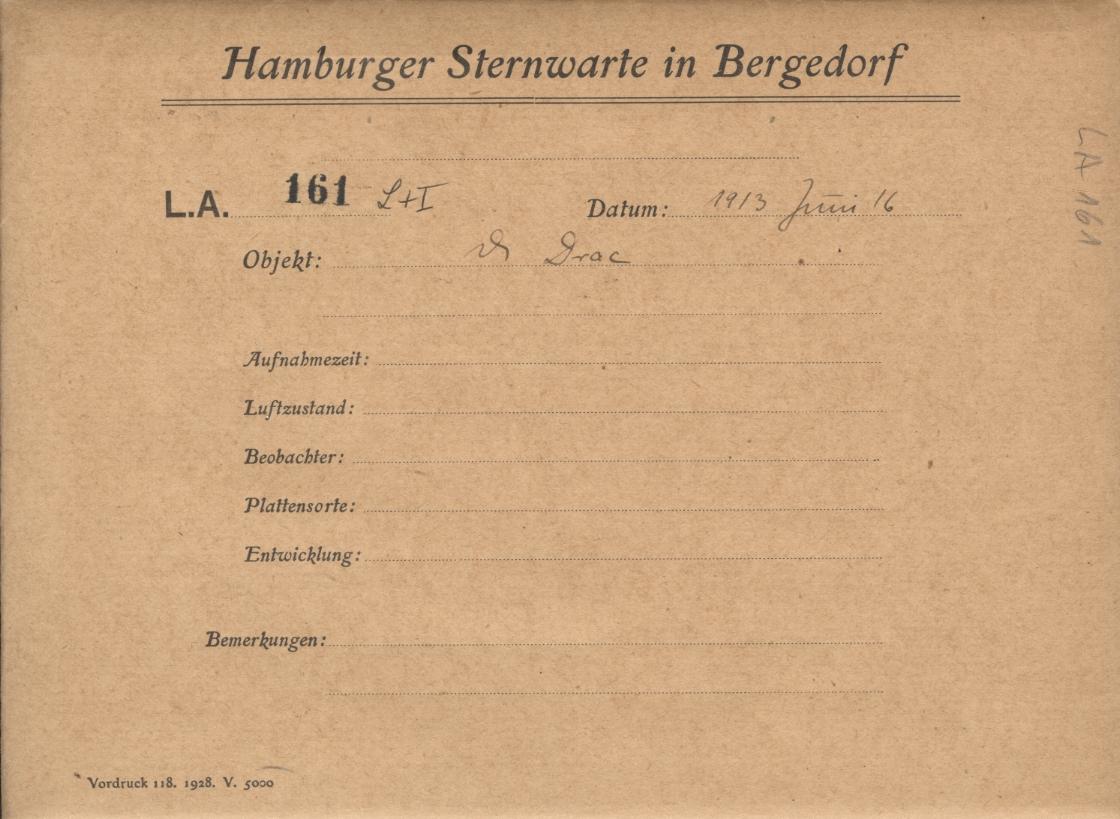 Hamburger Sternwarte in Bergedorf
L.A. 161 L+I Datum: 1913 Juni 16
Objekt: Drac
Aufnahmezeit:
Luftzustand:
Beobachter:
Plattensorte:
Entwicklung:
Bemerkungen:
Vordruck 118. 1928. V. 5000
LA 161